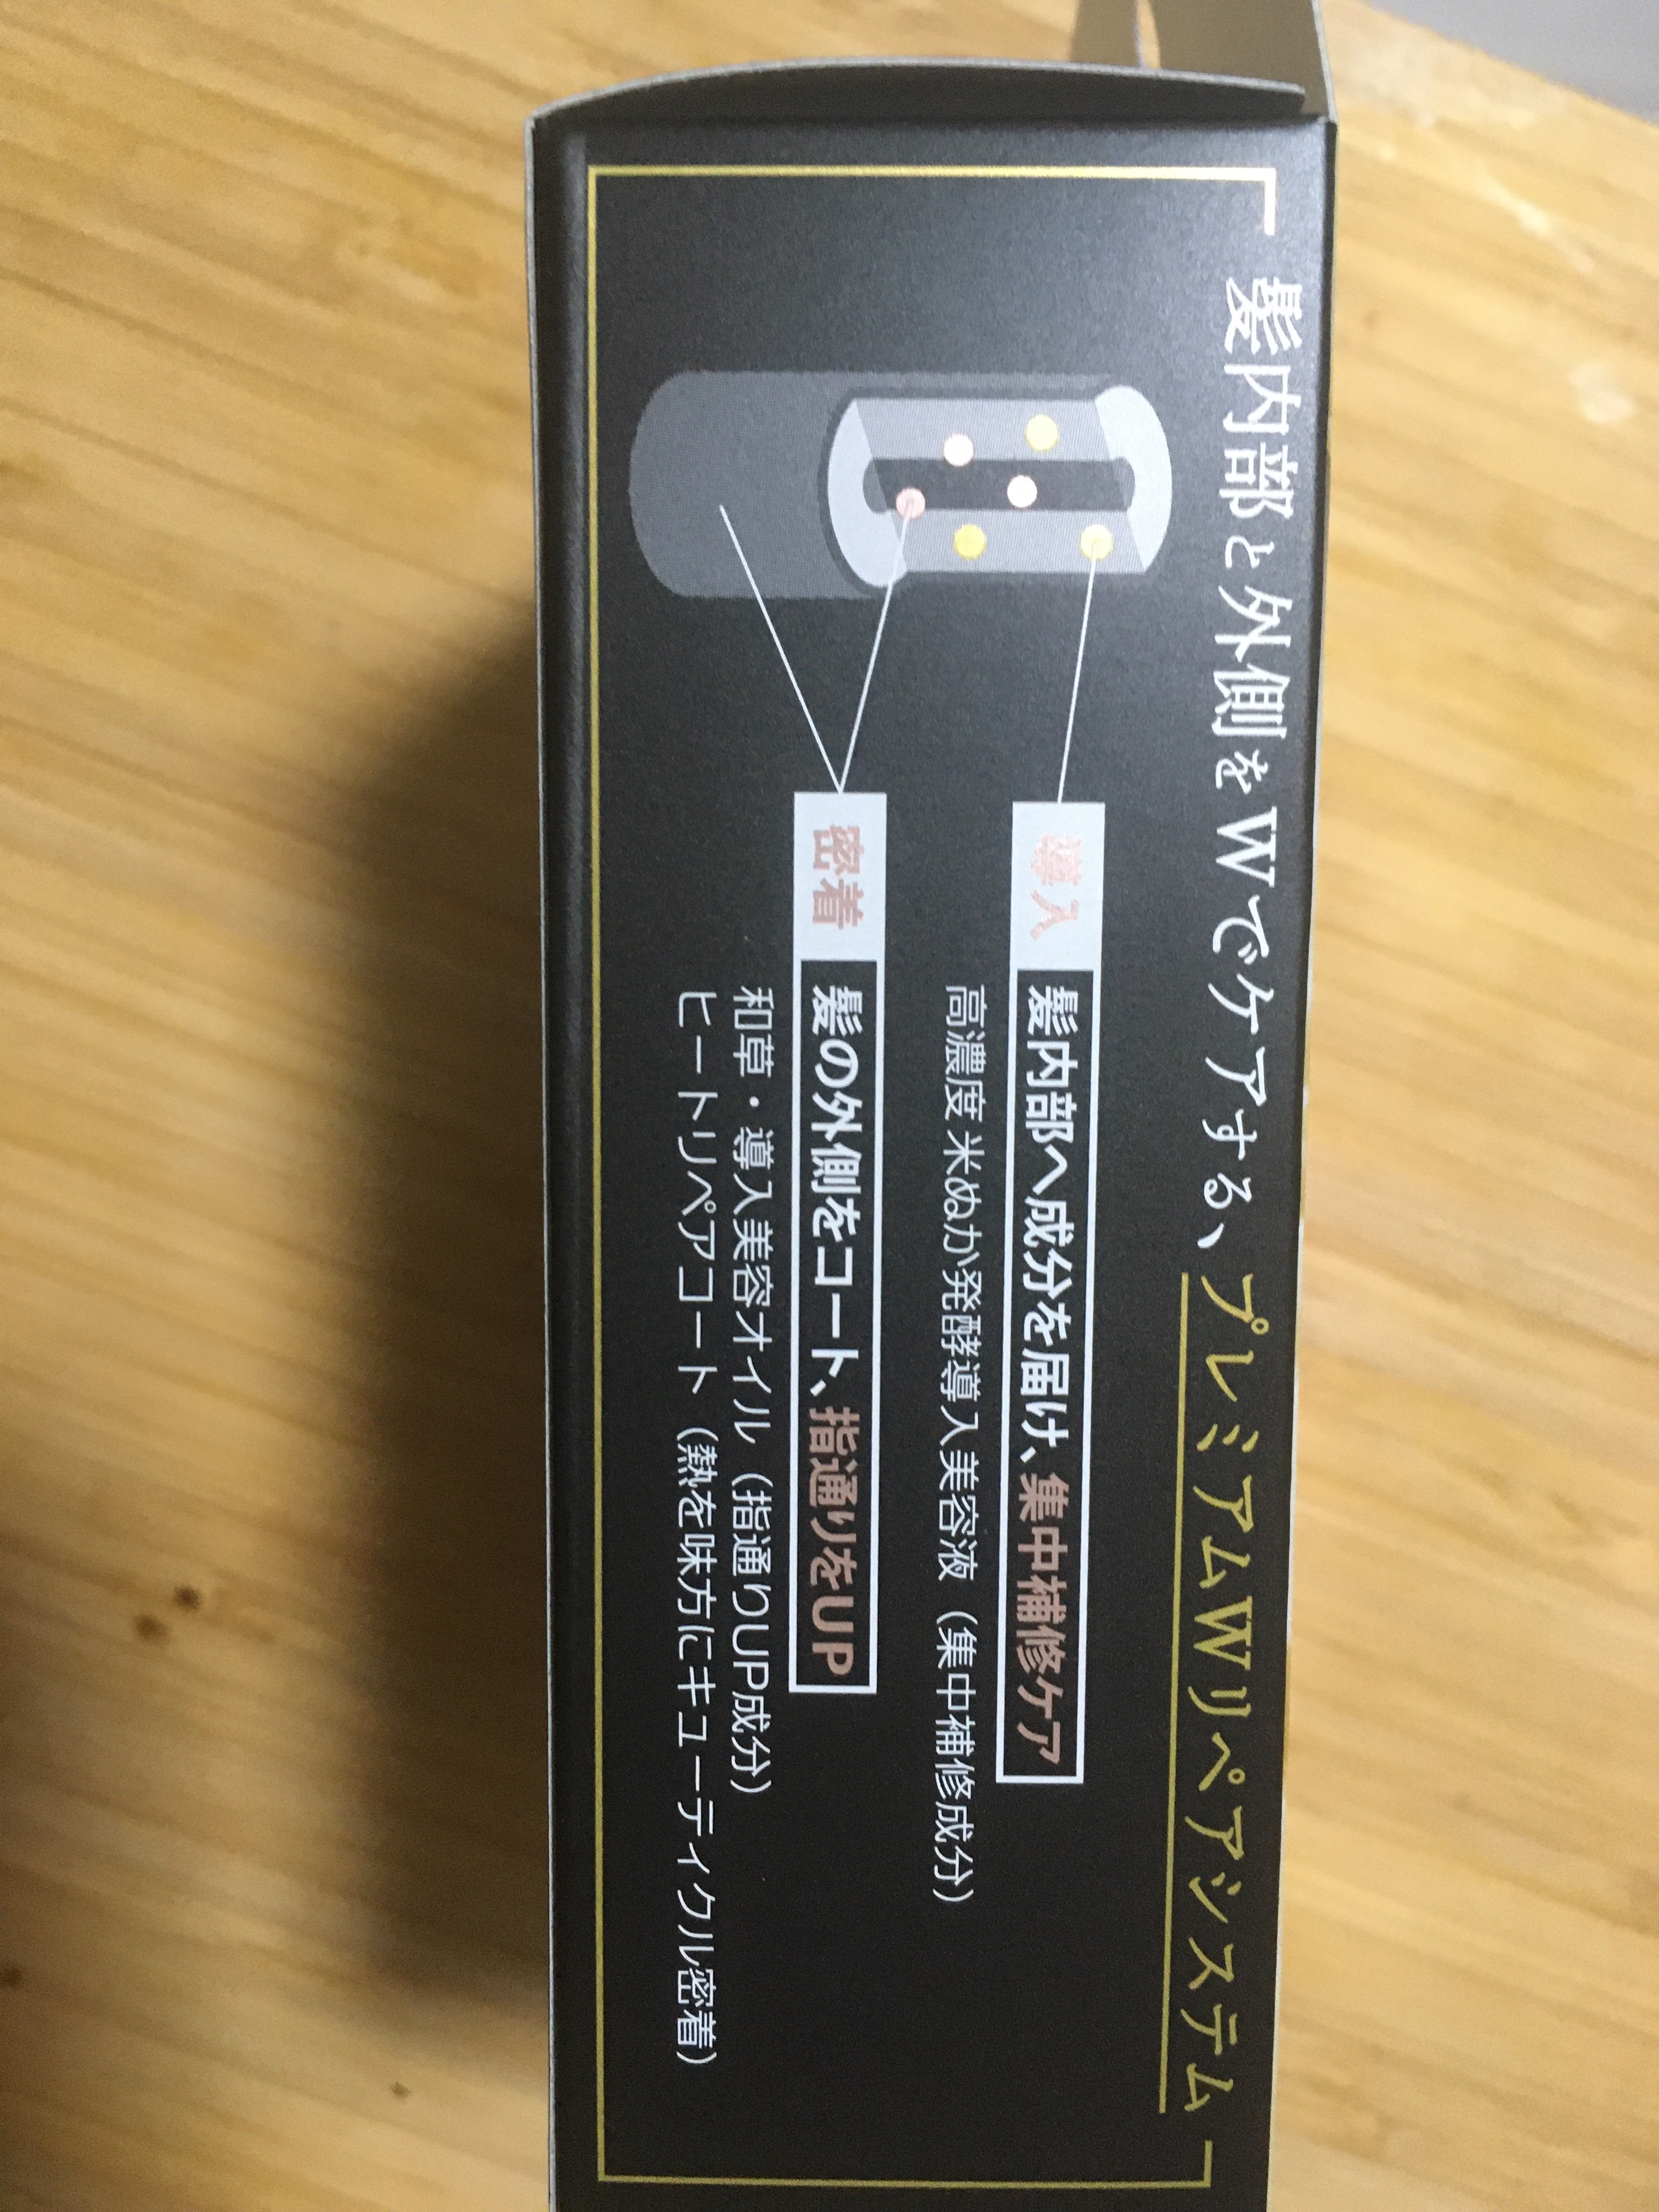 髪内部と外側をWでケアする、プレミアムWリペアシステム
導入 髪内部へ成分を届け、集中補修ケア
高濃度 米ぬか発酵導入美容液（集中補修成分）
密着 髪の外側をコート、指通りをUP
和草・導入美容オイル（指通りUP成分）
ヒートリペアコート（熱を味方にキューティクル密着）